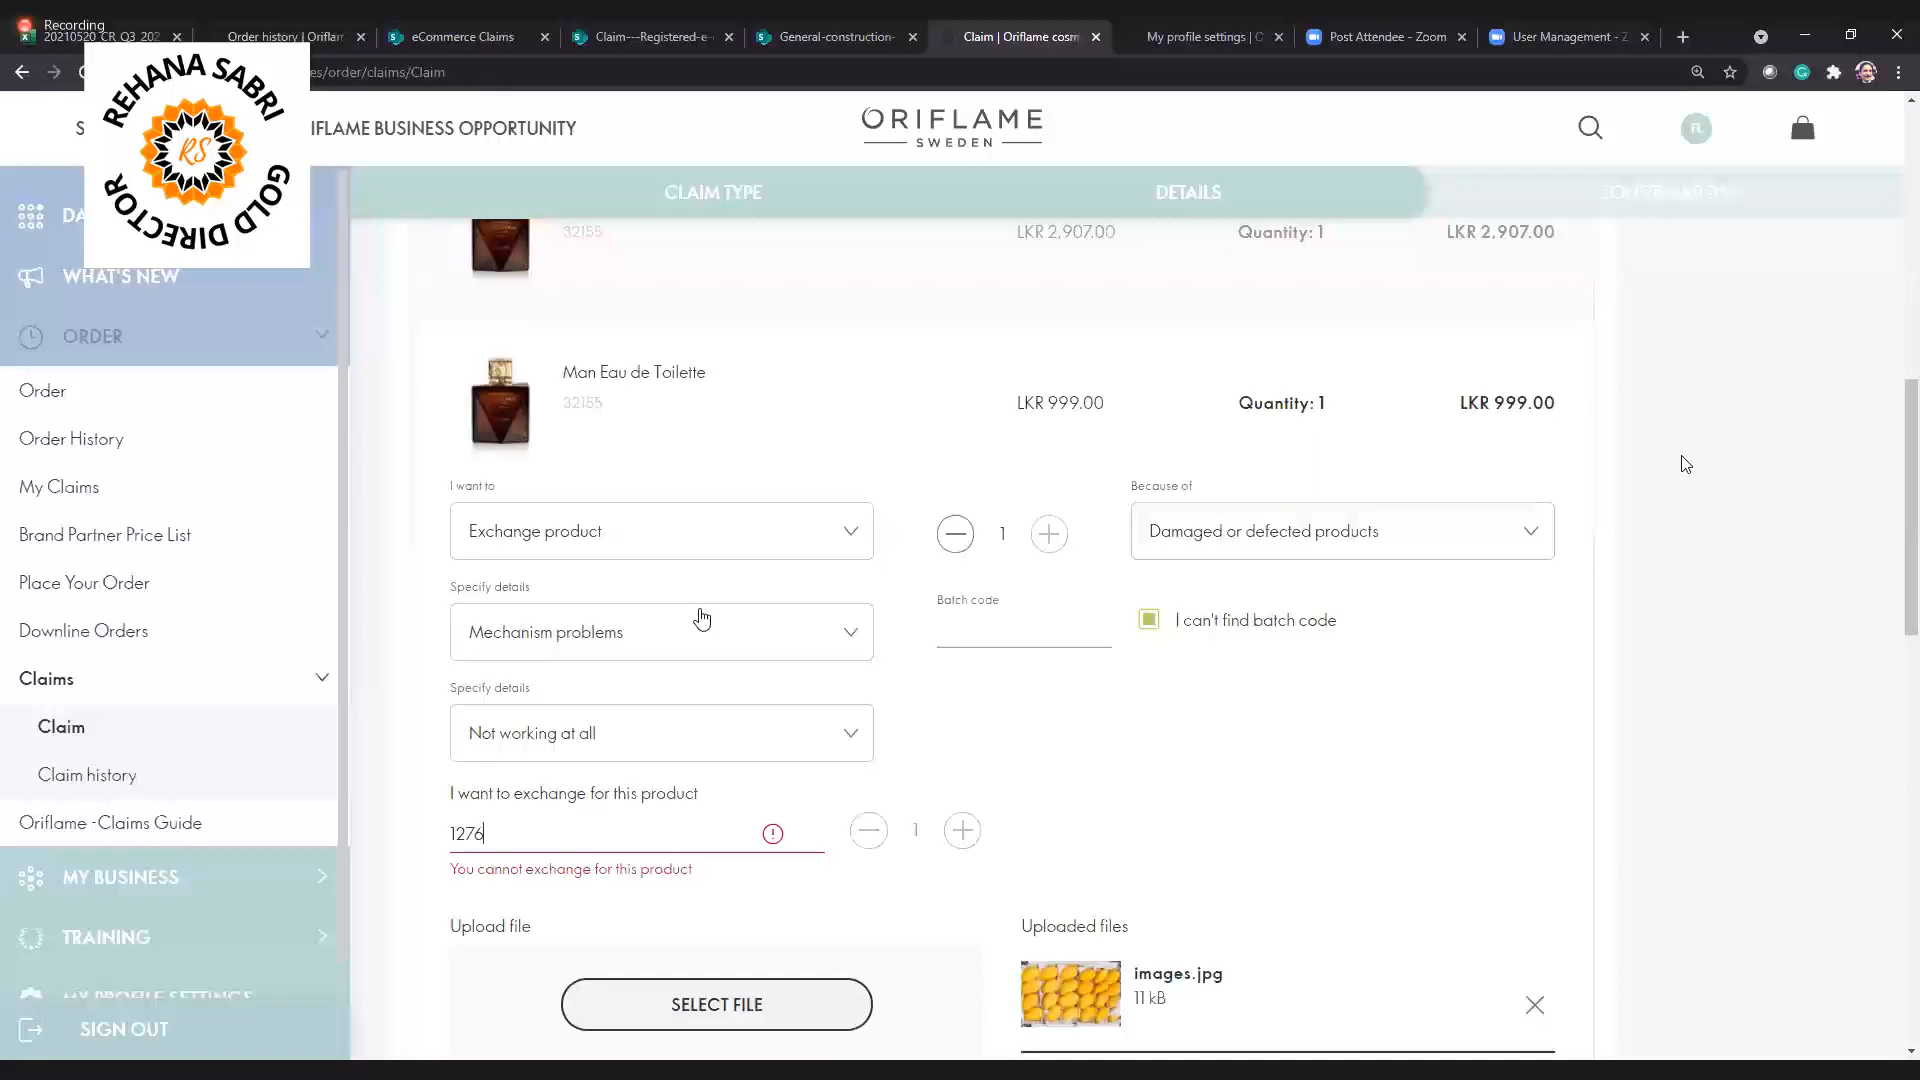 Recording
20210520_CR_Q3_202
Order history | Oriflar
eCommerce Claims
Claim---Registered-e-
General-construction-
Claim | Oriflame cosm
My profile settings | C
Post Attendee - Zoom
User Management - Z
es/order/claims/Claim
REHANA SABRI
RS
GOLD DIRECTOR
S
IFLAME BUSINESS OPPORTUNITY
ORIFLAME
SWEDEN
FL
CLAIM TYPE
DETAILS
DA
WHAT'S NEW
ORDER
Order
Order History
My Claims
Brand Partner Price List
Place Your Order
Downline Orders
Claims
Claim
Claim history
Oriflame -Claims Guide
MY BUSINESS
TRAINING
MY PROFILE SETTINGS
SIGN OUT
32155
LKR 2,907.00
Quantity: 1
LKR 2,907.00
Man Eau de Toilette
32155
LKR 999.00
Quantity: 1
LKR 999.00
I want to
Exchange product
1
Because of
Damaged or defected products
Specify details
Mechanism problems
Batch code
I can't find batch code
Specify details
Not working at all
I want to exchange for this product
1276
1
You cannot exchange for this product
Upload file
Uploaded files
SELECT FILE
images.jpg
11 kB